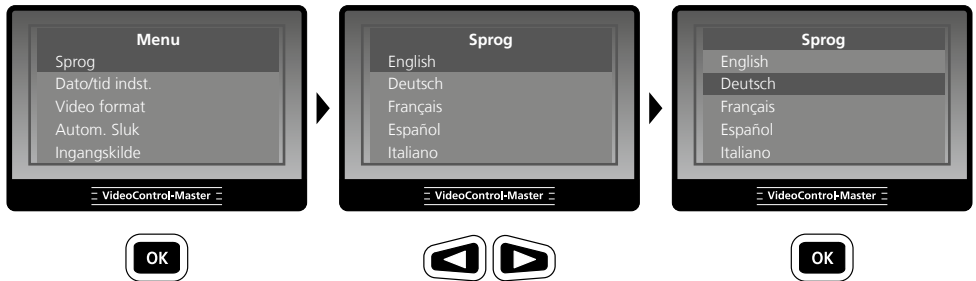 Menu
Sprog
Dato/tid indst.
Video format
Autom. Sluk
Ingangskilde
VideoControl-Master
OK
Sprog
English
Deutsch
Français
Español
Italiano
VideoControl-Master
Sprog
English
Deutsch
Français
Español
Italiano
VideoControl-Master
OK